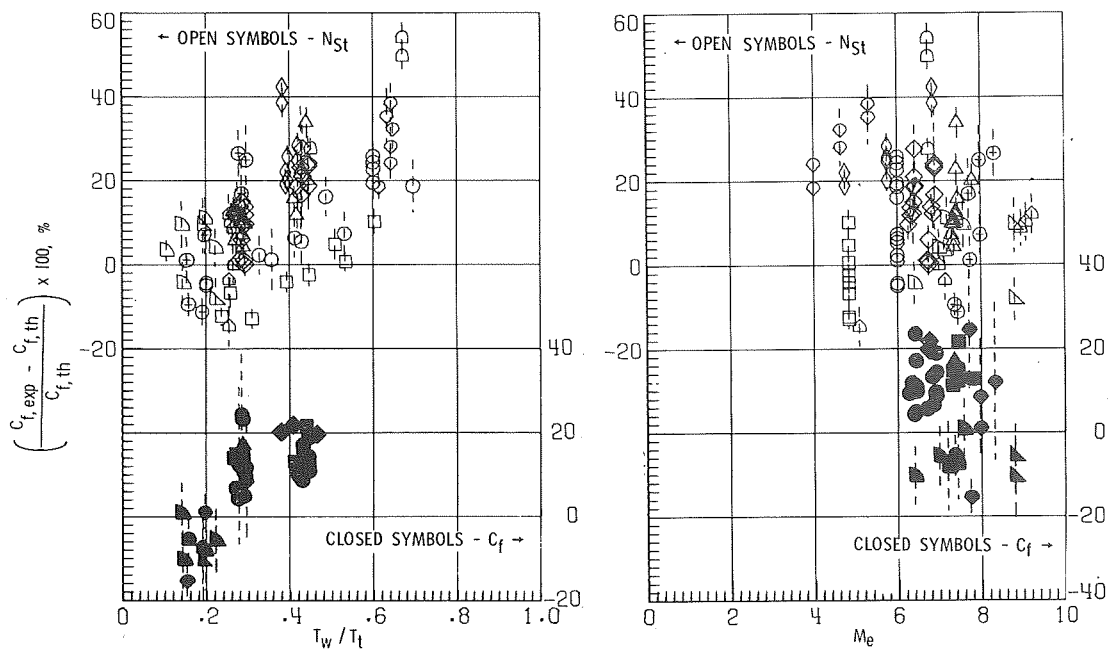 60
← OPEN SYMBOLS - N_St
40
20
0
-20
40
20
0
-20
CLOSED SYMBOLS - C_f →
(C_f,exp - C_f,th / C_f,th) x 100, %
0 .2 .4 .6 .8 1.0
T_w / T_t
60
← OPEN SYMBOLS - N_St
40
20
0
-20
40
20
0
-20
-40
CLOSED SYMBOLS - C_f →
0 2 4 6 8 10
M_e